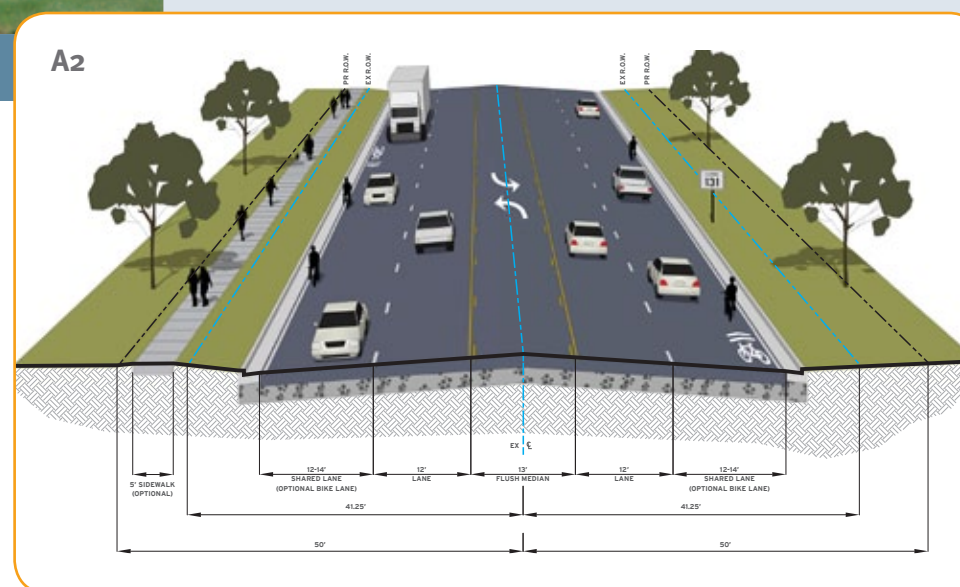 A2
PR R.O.W.
EX R.O.W.
EX R.O.W.
PR R.O.W.
131
EX ℄
5' SIDEWALK
(OPTIONAL)
12-14'
SHARED LANE
(OPTIONAL BIKE LANE)
12'
LANE
13'
FLUSH MEDIAN
12'
LANE
12-14'
SHARED LANE
(OPTIONAL BIKE LANE)
41.25'
41.25'
50'
50'